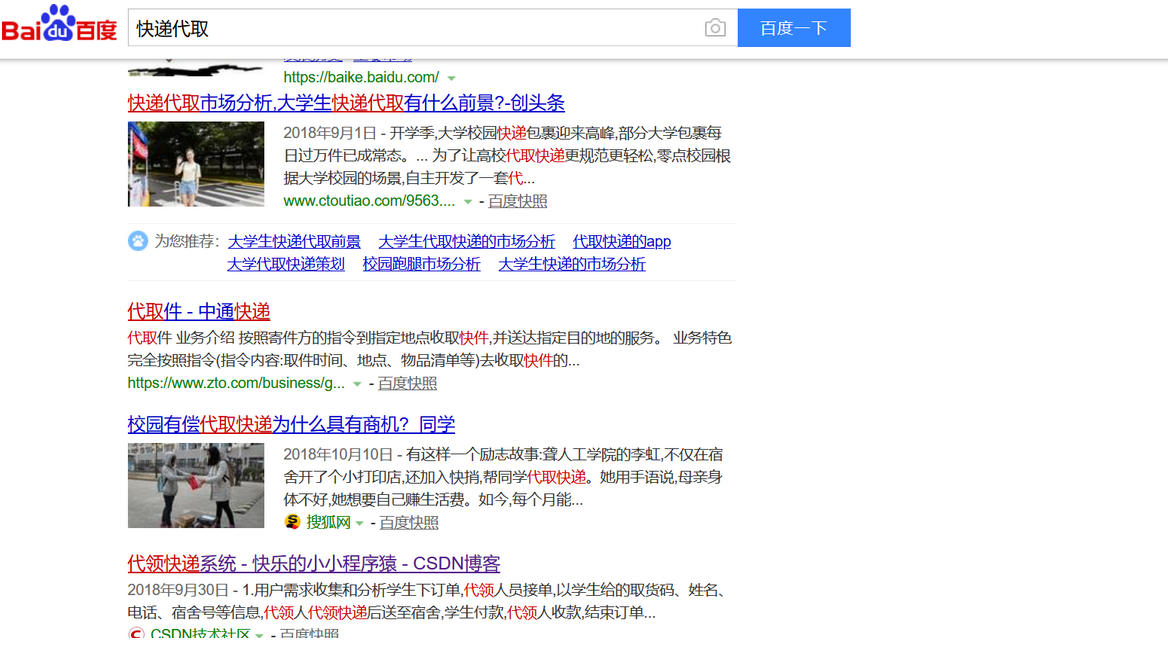 Bai du 百度 快递代取 百度一下
https://baike.baidu.com/
快递代取市场分析,大学生快递代取有什么前景?-创头条
2018年9月1日 - 开学季,大学校园快递包裹迎来高峰,部分大学包裹每
日过万件已成常态。... 为了让高校代取快递更规范更轻松,零点校园根
据大学校园的场景,自主开发了一套代...
www.ctoutiao.com/9563.... - 百度快照
为您推荐: 大学生快递代取前景 大学生代取快递的市场分析 代取快递的app
大学代取快递策划 校园跑腿市场分析 大学生快递的市场分析
代取件 - 中通快递
代取件 业务介绍 按照寄件方的指令到指定地点收取快件,并送达指定目的地的服务。 业务特色
完全按照指令(指令内容:取件时间、地点、物品清单等)去收取快件的...
https://www.zto.com/business/g... - 百度快照
校园有偿代取快递为什么具有商机?_同学
2018年10月10日 - 有这样一个励志故事:聋人工学院的李虹,不仅在宿
舍开了个小打印店,还加入快捎,帮同学代取快递。她用手语说,母亲身
体不好,她想要自己赚生活费。如今,每个月能...
搜狐网 - 百度快照
代领快递系统 - 快乐的小小程序猿 - CSDN博客
2018年9月30日 - 1.用户需求收集和分析学生下订单,代领人员接单,以学生给的取货码、姓名、
电话、宿舍号等信息,代领人代领快递后送至宿舍,学生付款,代领人收款,结束订单...
CSDN技术社区 - 百度快照